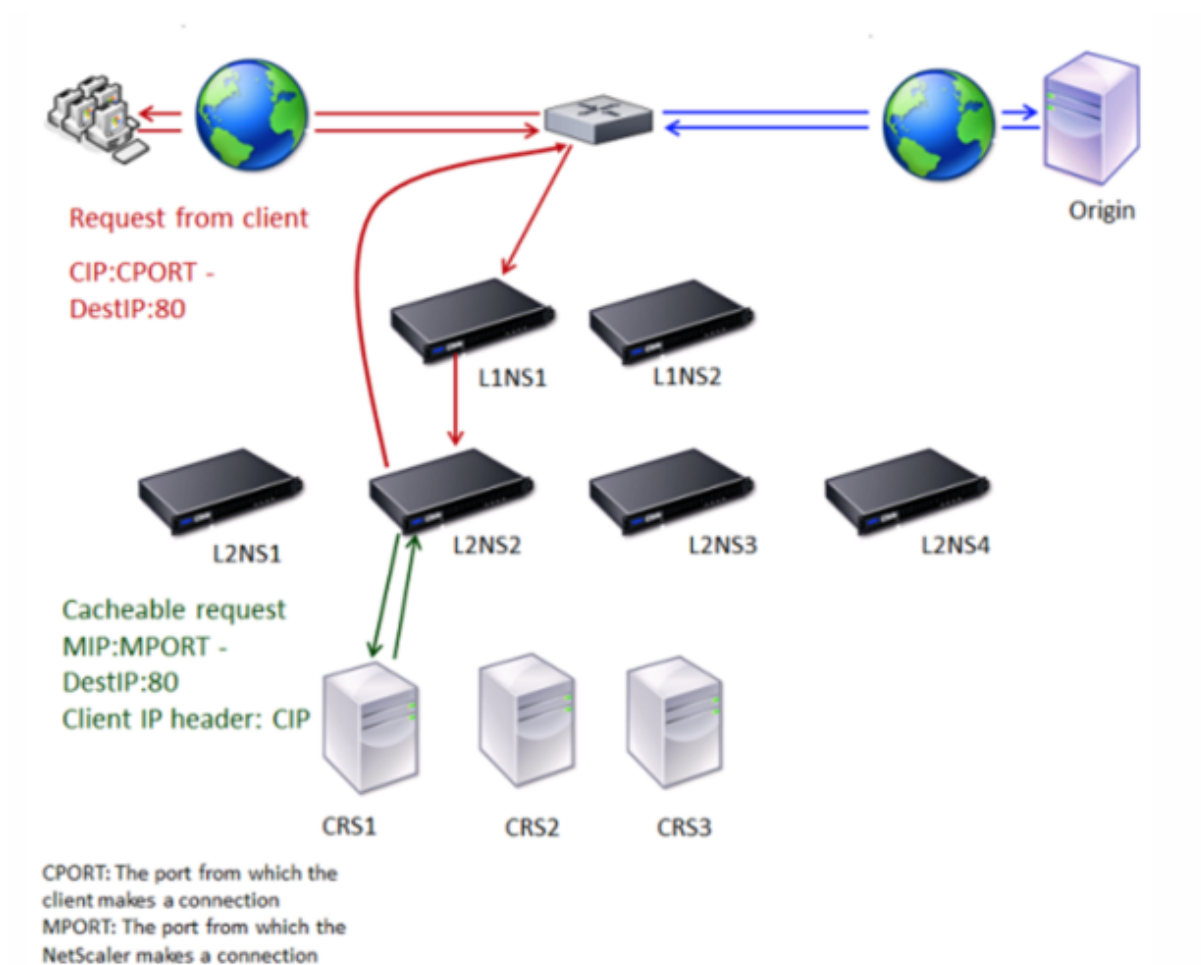 Origin
Request from client
CIP:CPORT -
DestIP:80
L1NS1
L1NS2
L2NS1
L2NS2
L2NS3
L2NS4
Cacheable request
MIP:MPORT -
DestIP:80
Client IP header: CIP
CRS1
CRS2
CRS3
CPORT: The port from which the
client makes a connection
MPORT: The port from which the
NetScaler makes a connection